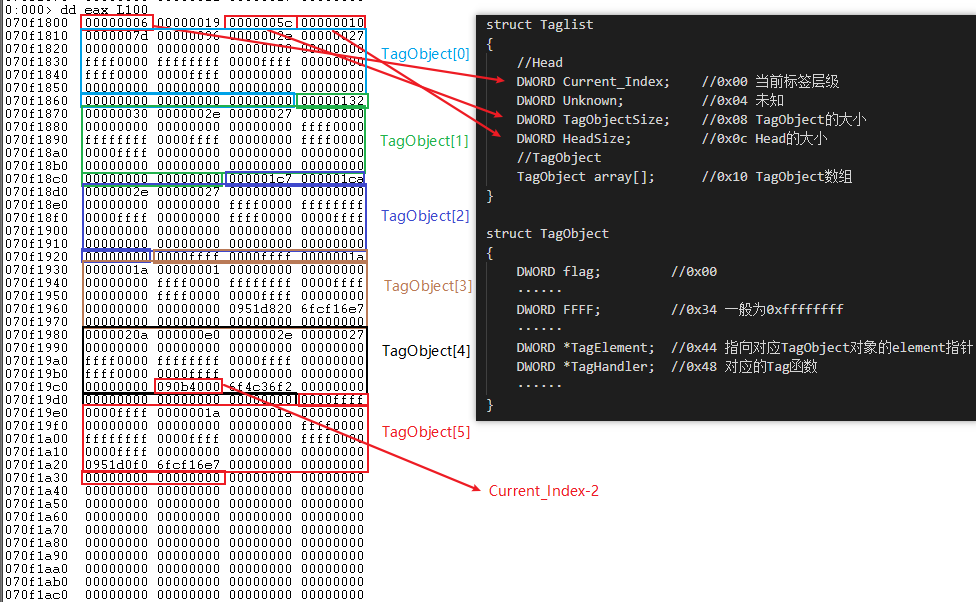 0:000> dd eax L100
070f1800 00000006 00000019 0000005c 00000010
070f1810 0000007d 00000096 0000002e 00000027
070f1820 00000000 00000000 00000000
070f1830 ffff0000 ffffffff 0000ffff 00000000
070f1840 ffff0000 0000ffff 00000000 00000000
070f1850 00000000 00000000 00000000 00000000
070f1860 00000000 00000000 00000000 00000132
070f1870 00000030 0000002e 00000027 00000000
070f1880 00000000 00000000 00000000 ffff0000
070f1890 ffffffff 0000ffff 00000000 ffff0000
070f18a0 0000ffff 00000000 00000000 00000000
070f18b0 00000000 00000000 00000000 00000000
070f18c0 00000000 00000000 000001c7 000001ca
070f18d0 0000002e 00000027 00000000 00000000
070f18e0 00000000 00000000 ffff0000 ffffffff
070f18f0 0000ffff 00000000 ffff0000 0000ffff
070f1900 00000000 00000000 00000000 00000000
070f1910 00000000 00000000 00000000 00000000
070f1920 00000000 0000ffff 0000ffff 0000001a
070f1930 0000001a 00000001 00000000 00000000
070f1940 00000000 ffff0000 ffffffff 0000ffff
070f1950 00000000 ffff0000 0000ffff 00000000
070f1960 00000000 00000000 0951d820 6fcf16e7
070f1970 00000000 00000000 00000000 00000000
070f1980 0000020a 000000e0 0000002e 00000027
070f1990 00000000 00000000 00000000 00000000
070f19a0 ffff0000 ffffffff 0000ffff 00000000
070f19b0 ffff0000 0000ffff 00000000 00000000
070f19c0 00000000 090b4000 6f4c36f2 00000000
070f19d0 00000000 00000000 00000000 0000ffff
070f19e0 0000ffff 0000001a 0000001a 00000000
070f19f0 00000000 00000000 00000000 ffff0000
070f1a00 ffffffff 0000ffff 00000000 ffff0000
070f1a10 0000ffff 00000000 00000000 00000000
070f1a20 0951d0f0 6fcf16e7 00000000 00000000
070f1a30 00000000 00000000 00000000 00000000
070f1a40 00000000 00000000 00000000 00000000
070f1a50 00000000 00000000 00000000 00000000
070f1a60 00000000 00000000 00000000 00000000
070f1a70 00000000 00000000 00000000 00000000
070f1a80 00000000 00000000 00000000 00000000
070f1a90 00000000 00000000 00000000 00000000
070f1aa0 00000000 00000000 00000000 00000000
070f1ab0 00000000 00000000 00000000 00000000
070f1ac0 00000000 00000000 00000000 00000000
TagObject[0]
TagObject[1]
TagObject[2]
TagObject[3]
TagObject[4]
TagObject[5]
Current_Index-2
struct Taglist
{
//Head
DWORD Current_Index; //0x00 当前标签层级
DWORD Unknown; //0x04 未知
DWORD TagObjectSize; //0x08 TagObject的大小
DWORD HeadSize; //0x0c Head的大小
//TagObject
TagObject array[]; //0x10 TagObject数组
}
struct TagObject
{
DWORD flag; //0x00
······
DWORD FFFF; //0x34 一般为0xffffffff
······
DWORD *TagElement; //0x44 指向对应TagObject对象的element指针
DWORD *TagHandler; //0x48 对应的Tag函数
······
}